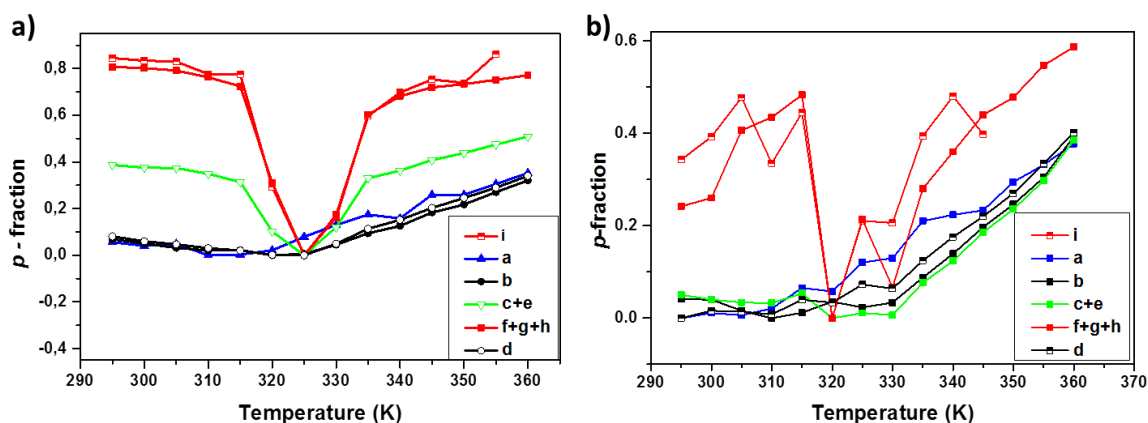 a)
0,8
0,6
0,4
0,2
0,0
-0,2
-0,4
p - fraction
290 300 310 320 330 340 350 360
Temperature (K)
i
a
b
c+e
f+g+h
d
b)
0.6
0.4
0.2
0.0
p-fraction
290 300 310 320 330 340 350 360 370
Temperature (K)
i
a
b
c+e
f+g+h
d